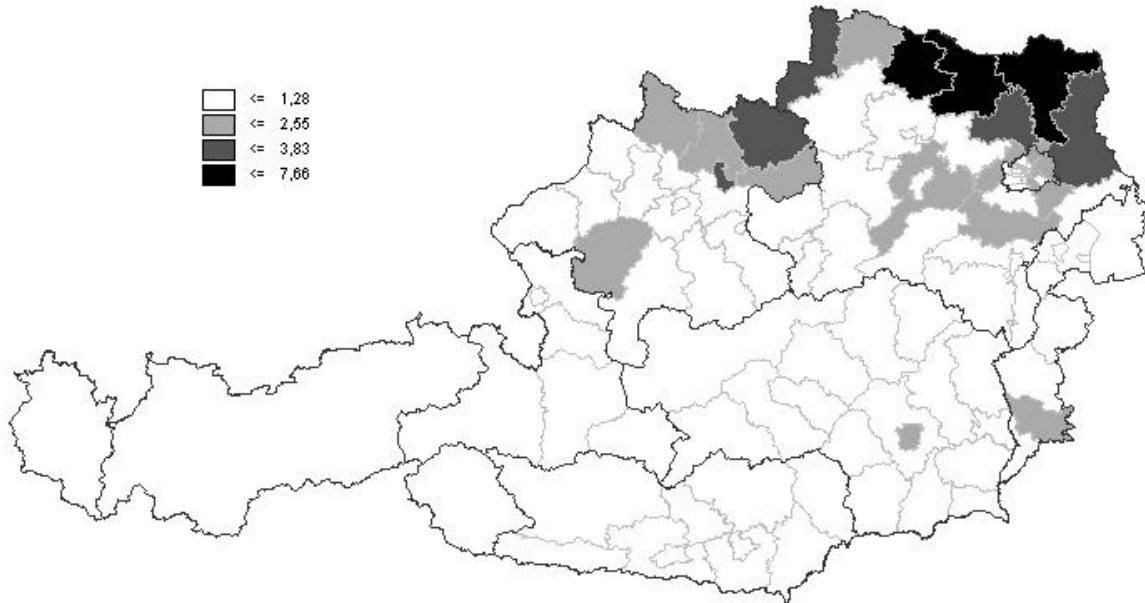 <= 1,28
<= 2,55
<= 3,83
<= 7,66